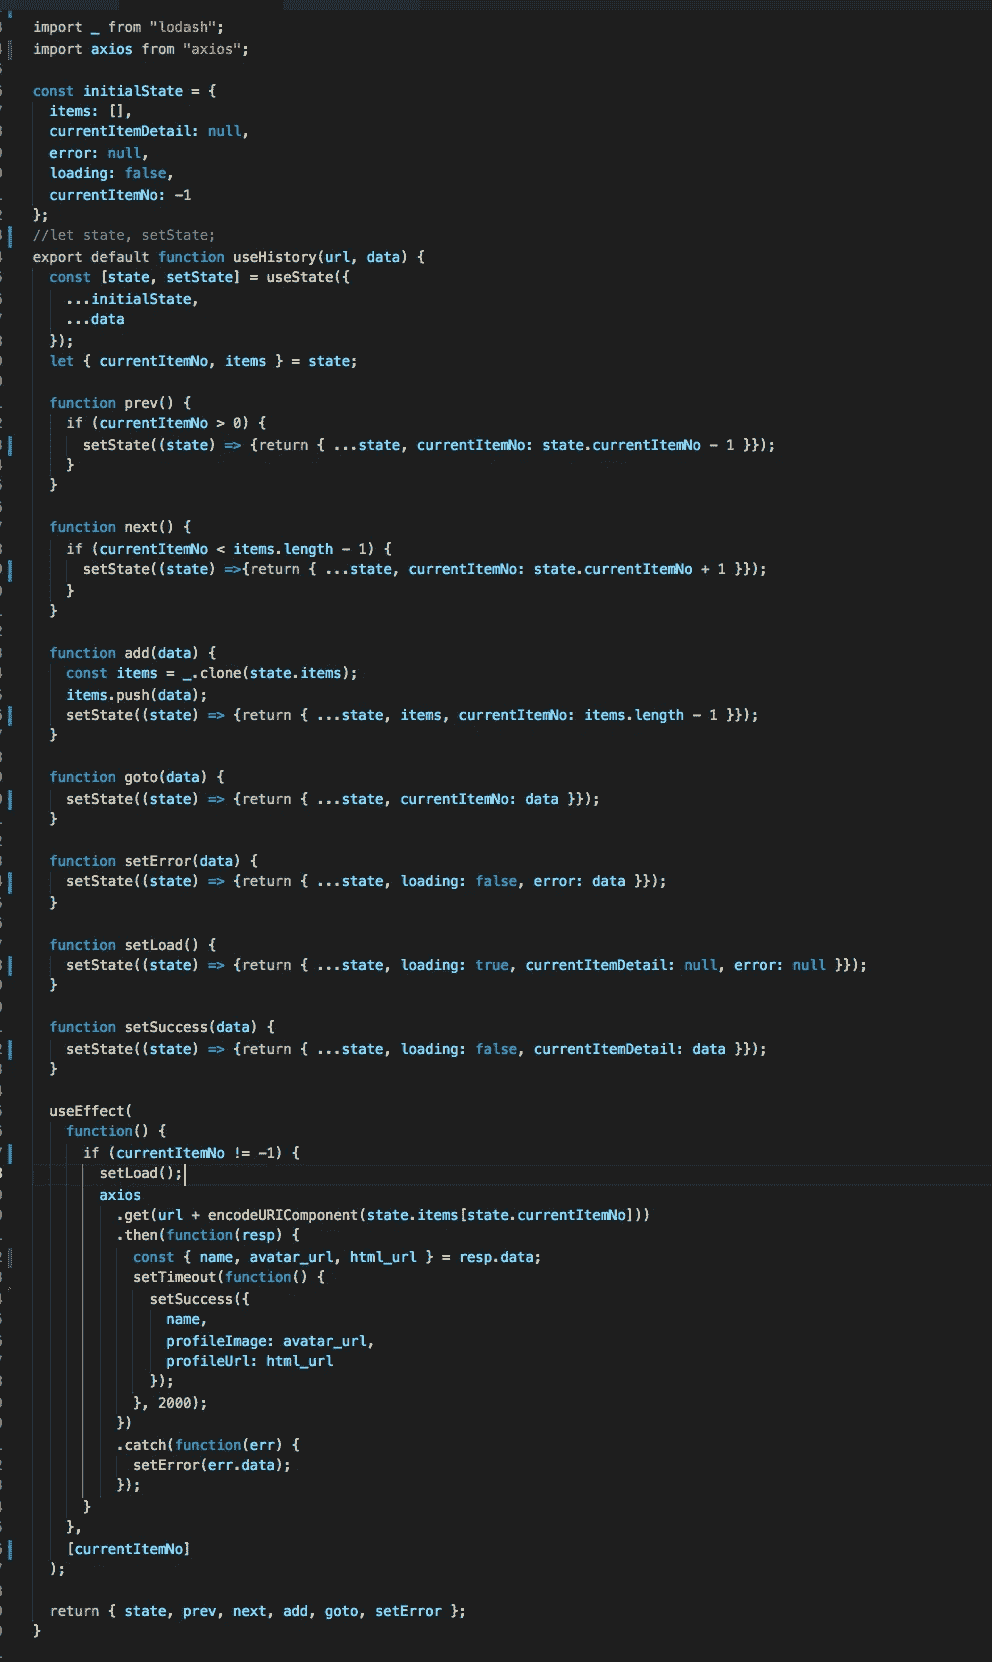 import _ from "lodash";
import axios from "axios";
const initialState = {
items: [],
currentItemDetail: null,
error: null,
loading: false,
currentItemNo: -1
};
//let state, setState;
export default function useHistory(url, data) {
const [state, setState] = useState({
...initialState,
...data
});
let { currentItemNo, items } = state;
function prev() {
if (currentItemNo > 0) {
setState((state) => {return { ...state, currentItemNo: state.currentItemNo - 1 }});
}
}
function next() {
if (currentItemNo < items.length - 1) {
setState((state) =>{return { ...state, currentItemNo: state.currentItemNo + 1 }});
}
}
function add(data) {
const items = _.clone(state.items);
items.push(data);
setState((state) => {return { ...state, items, currentItemNo: items.length - 1 }});
}
function goto(data) {
setState((state) => {return { ...state, currentItemNo: data }});
}
function setError(data) {
setState((state) => {return { ...state, loading: false, error: data }});
}
function setLoad() {
setState((state) => {return { ...state, loading: true, currentItemDetail: null, error: null }});
}
function setSuccess(data) {
setState((state) => {return { ...state, loading: false, currentItemDetail: data }});
}
useEffect(
function() {
if (currentItemNo != -1) {
setLoad();
axios
.get(url + encodeURIComponent(state.items[state.currentItemNo]))
.then(function(resp) {
const { name, avatar_url, html_url } = resp.data;
setTimeout(function() {
setSuccess({
name,
profileImage: avatar_url,
profileUrl: html_url
});
}, 2000);
})
.catch(function(err) {
setError(err.data);
});
}
},
[currentItemNo]
);
return { state, prev, next, add, goto, setError };
}